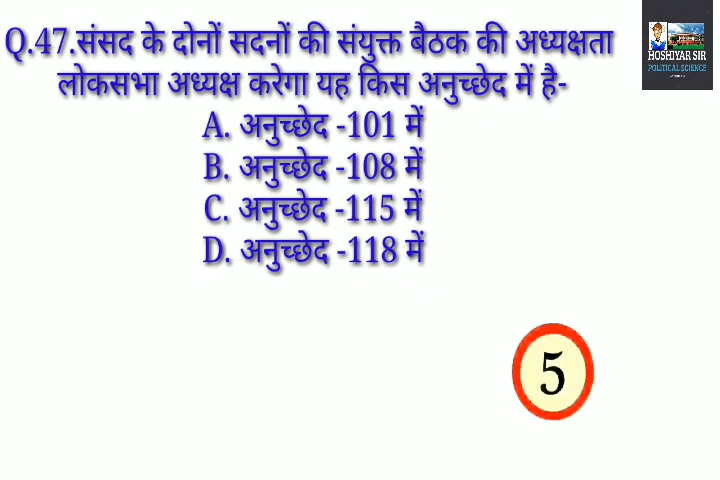 Q.47.संसद के दोनों सदनों की संयुक्त बैठक की अध्यक्षता
लोकसभा अध्यक्ष करेगा यह किस अनुच्छेद में है-
A. अनुच्छेद -101 में
B. अनुच्छेद -108 में
C. अनुच्छेद -115 में
D. अनुच्छेद -118 में
HOSHIYAR SIR
POLITICAL SCIENCE
5